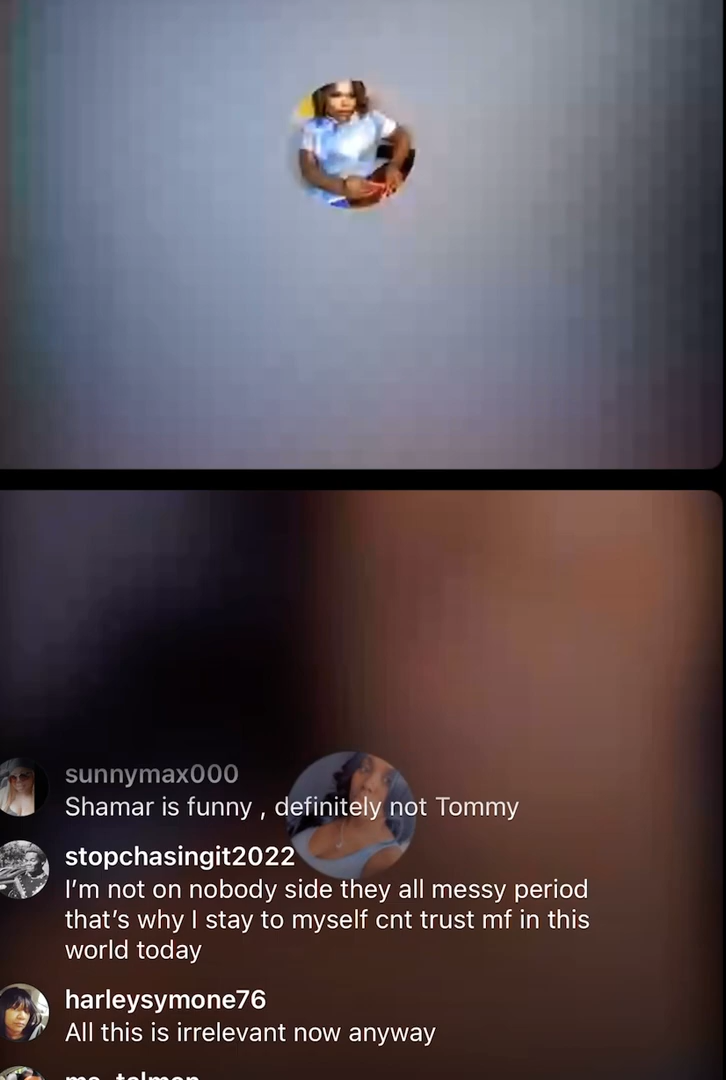 sunnymax000
Shamar is funny , definitely not Tommy
stopchasingit2022
I’m not on nobody side they all messy period
that’s why I stay to myself cnt trust mf in this
world today
harleysymone76
All this is irrelevant now anyway